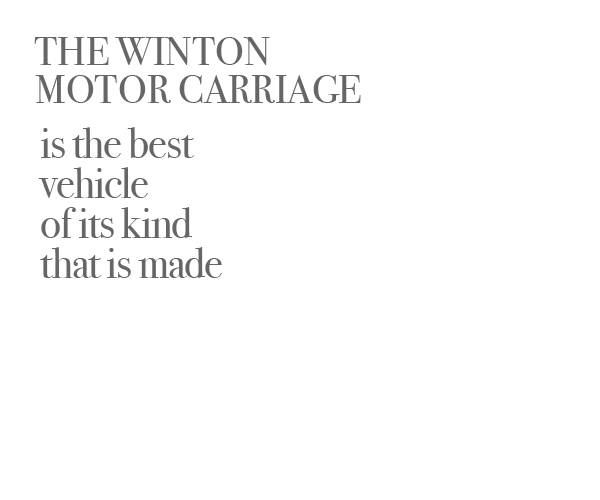 THE WINTON
MOTOR CARRIAGE
is the best
vehicle
of its kind
that is made